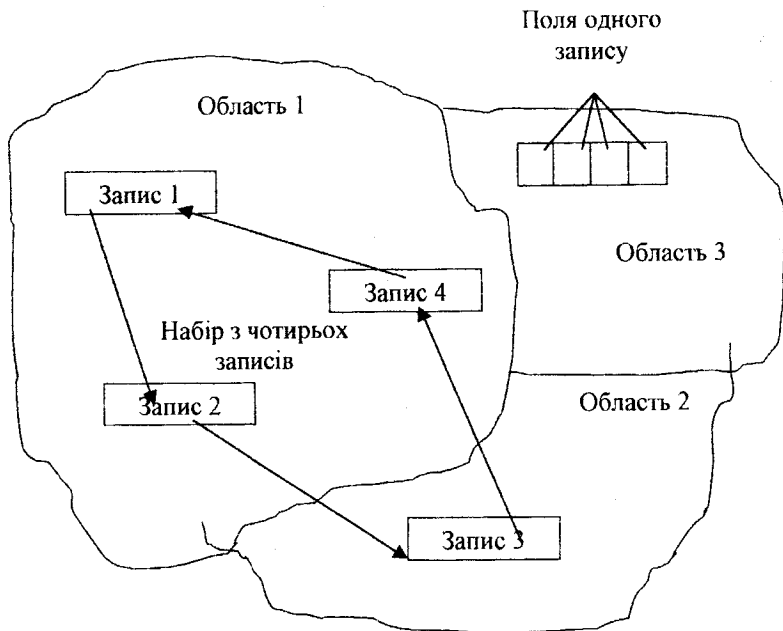 Поля одного
запису
Область 1
Запис 1
Область 3
Запис 4
Набір з чотирьох
записів
Запис 2
Область 2
Запис 3